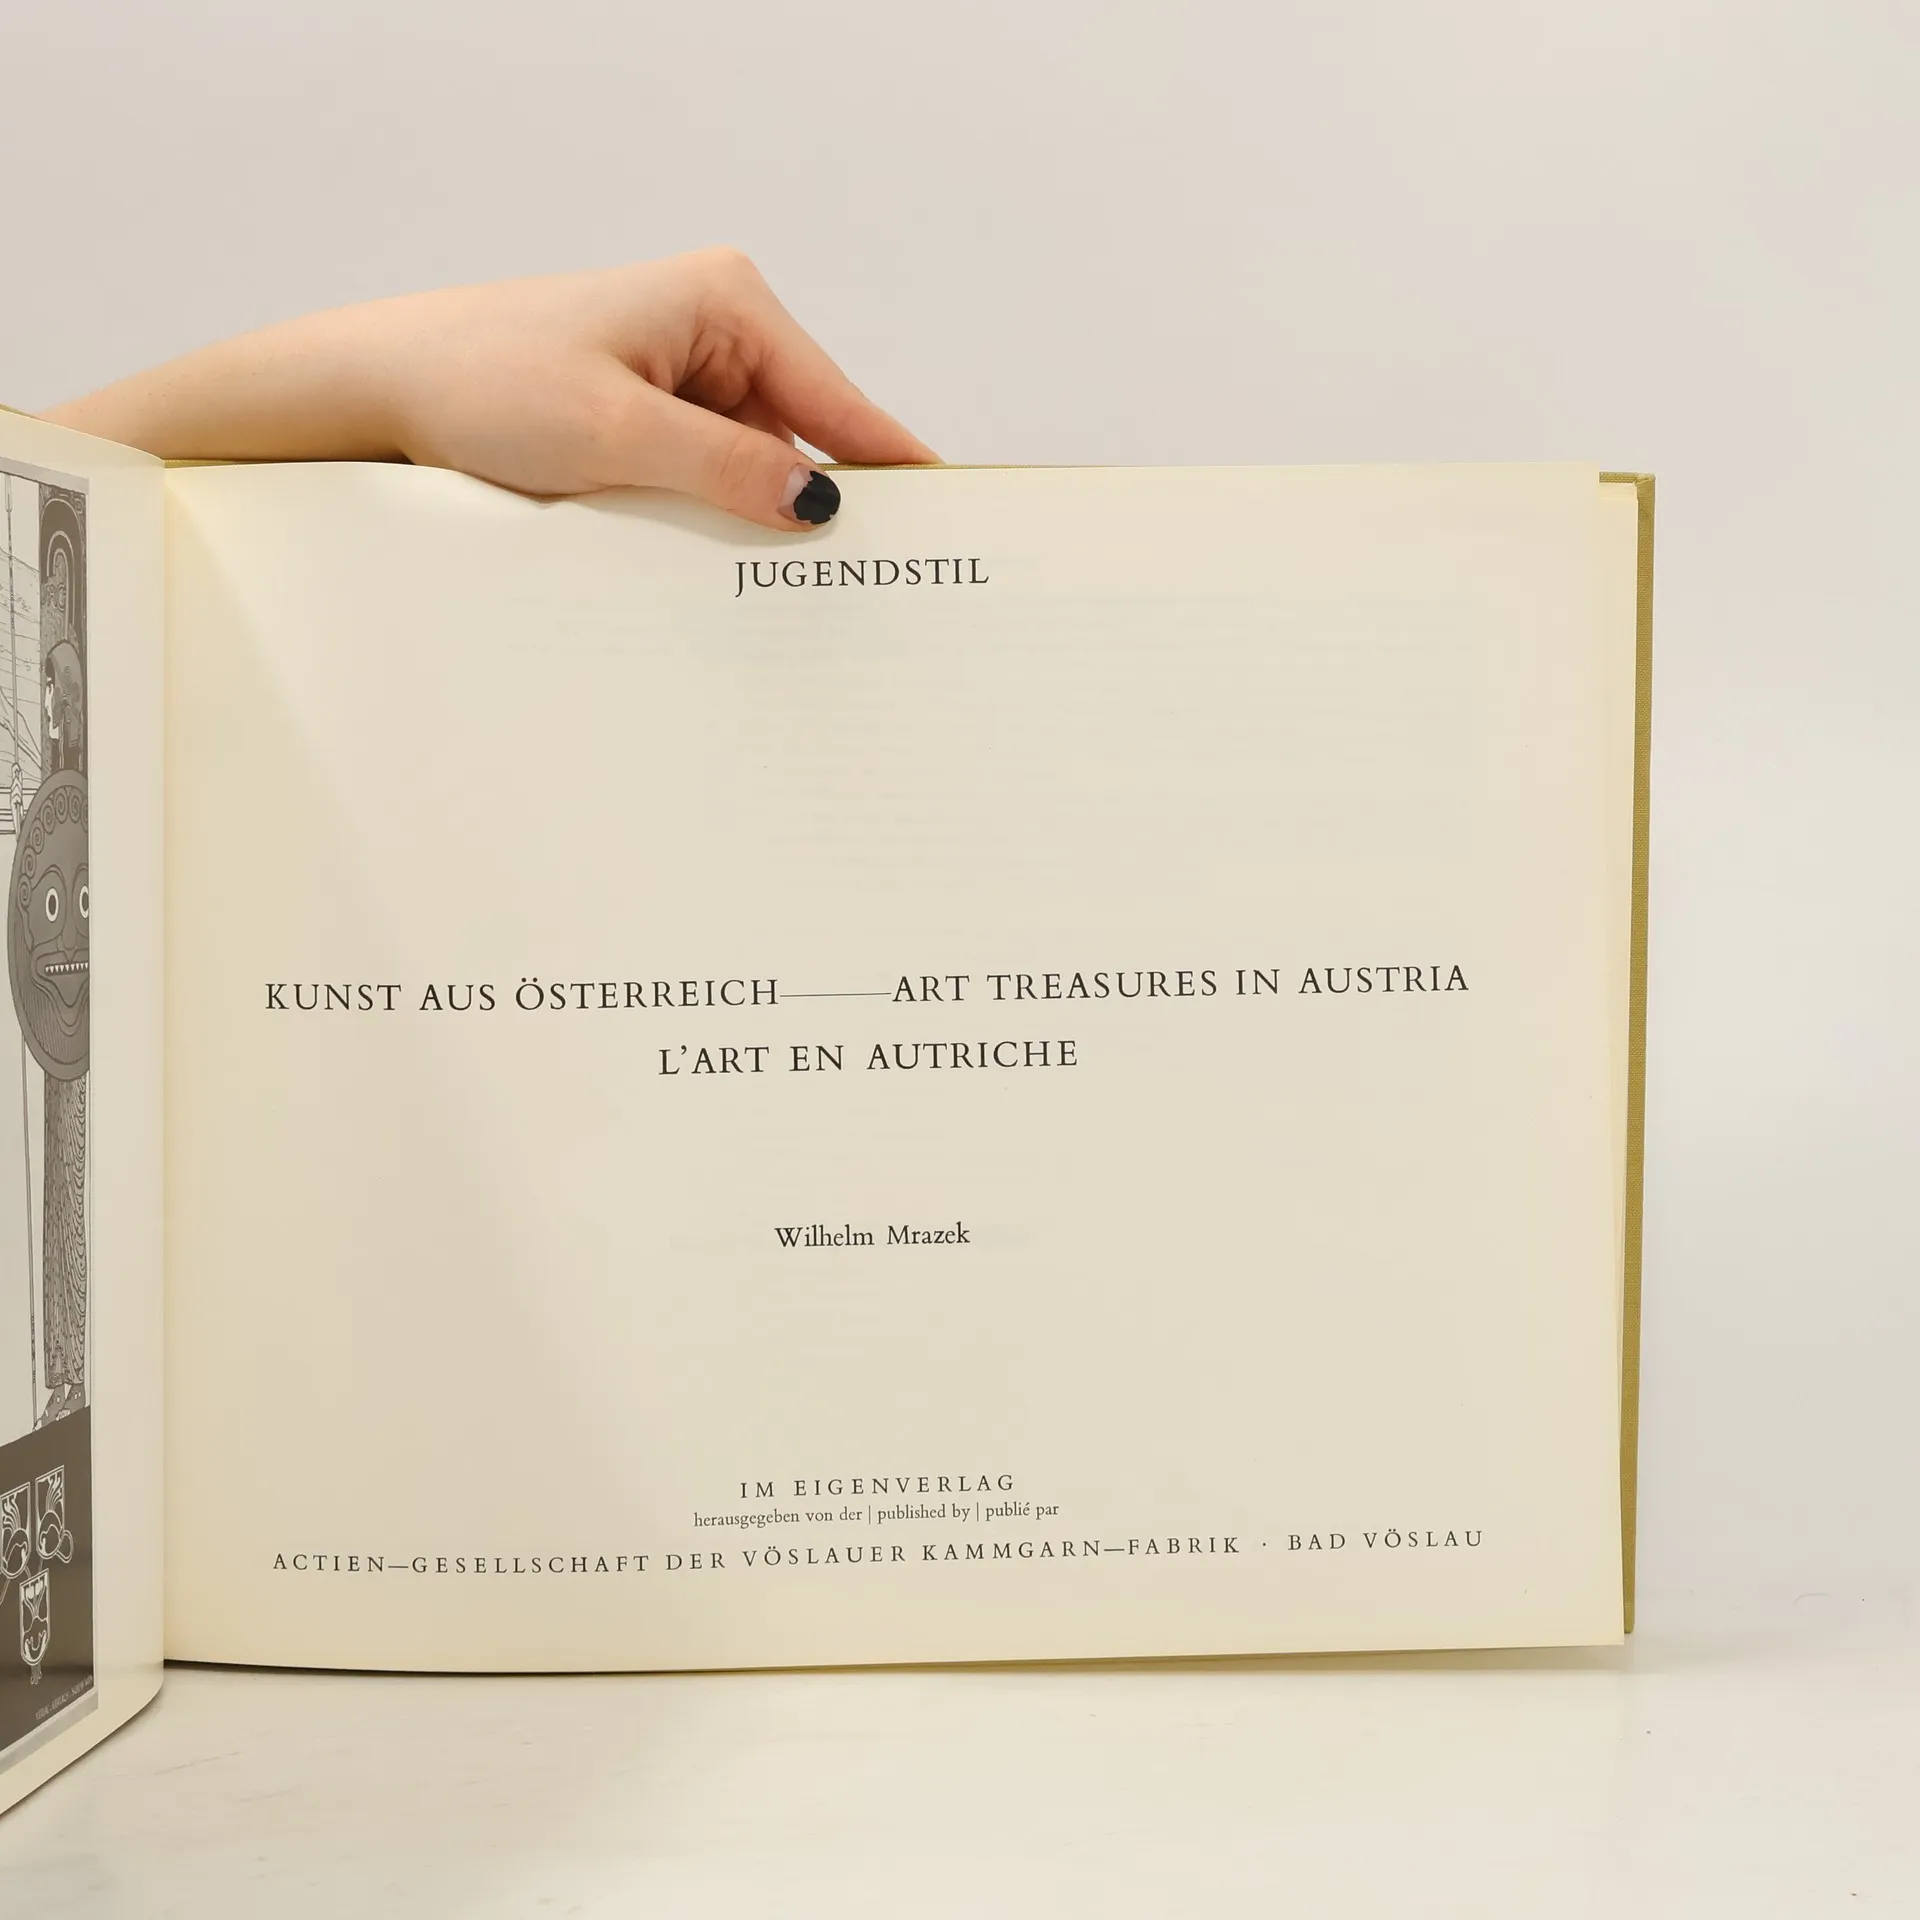 JUGENDSTIL
KUNST AUS ÖSTERREICH——ART TREASURES IN AUSTRIA
L’ART EN AUTRICHE
Wilhelm Mrazek
IM EIGENVERLAG
herausgegeben von der | published by | publié par
ACTIEN—GESELLSCHAFT DER VÖSLAUER KAMMGARN—FABRIK · BAD VÖSLAU